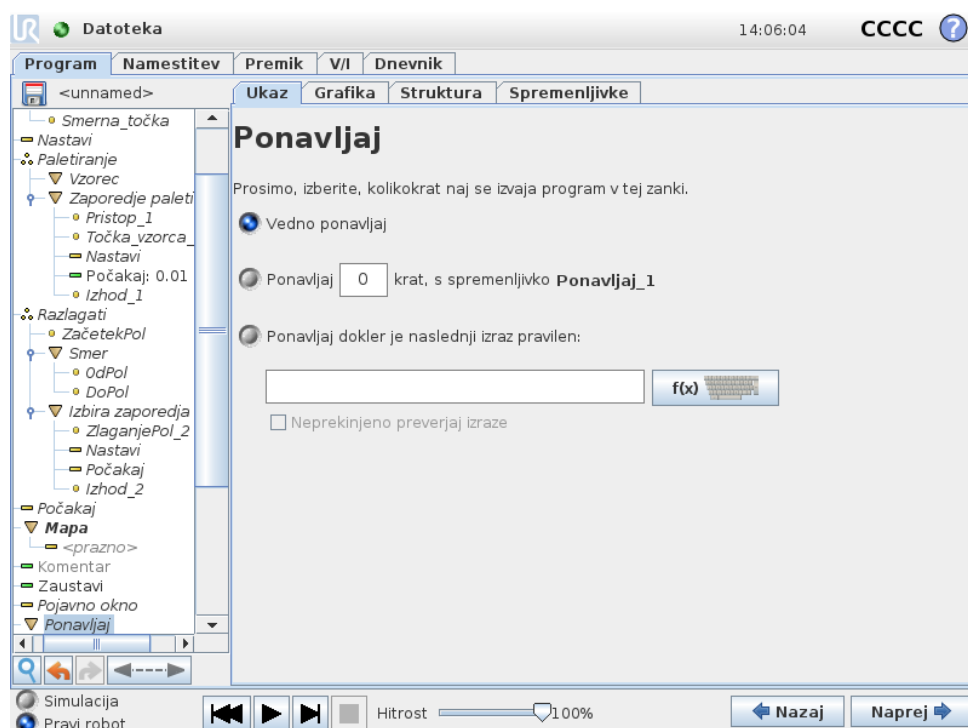 UR Datoteka 14:06:04 CCCC ?
Program Namestitev Premik V/I Dnevnik
<unnamed>
Ukaz Grafika Struktura Spremenljivke
Smerna_točka
Nastavi
Paletiranje
Vzorec
Zaporedje paleti
Pristop_1
Točka_vzorca_
Nastavi
Počakaj: 0.01
Izhod_1
Razlagati
ZačetekPol
Smer
OdPol
DoPol
Izbira zaporedja
ZlaganjePol_2
Nastavi
Počakaj
Izhod_2
Počakaj
Mapa
<prazno>
Komentar
Zaustavi
Pojavno okno
Ponavljaj
Ponavljaj
Prosimo, izberite, kolikokrat naj se izvaja program v tej zanki.
Vedno ponavljaj
Ponavljaj 0 krat, s spremenljivko Ponavljaj_1
Ponavljaj dokler je naslednji izraz pravilen:
f(x)
Neprekinjeno preverjaj izraze
Simulacija
Pravi robot
Hitrost 100%
Nazaj Naprej